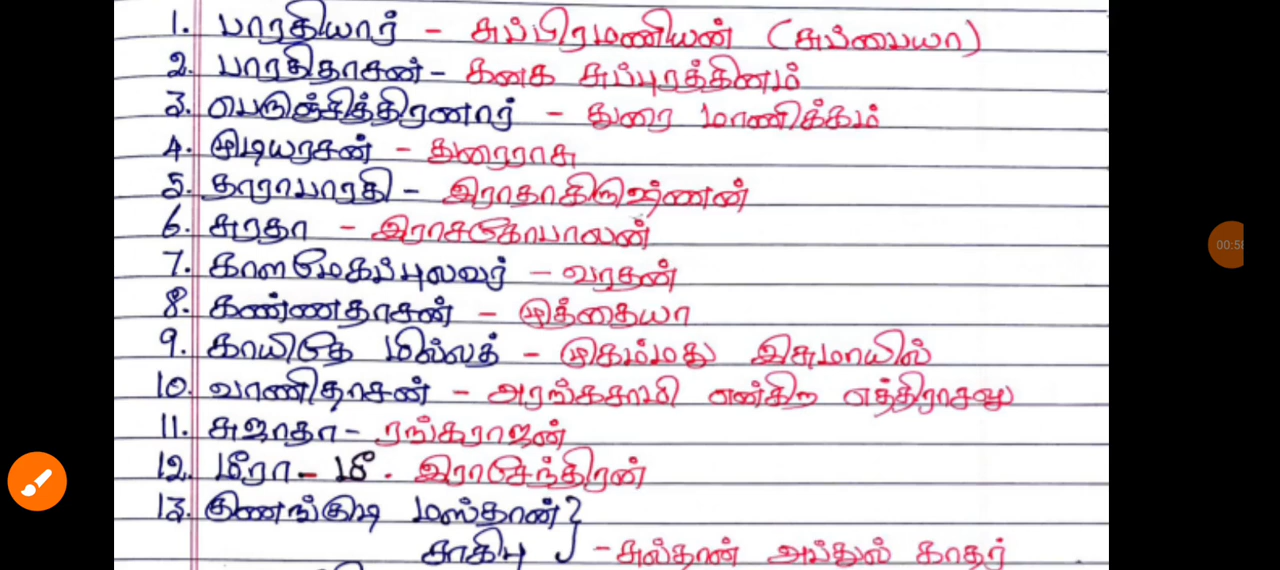 1. பாரதியார் - சுப்பிரமணியன் (சுப்பையா)
2. பாரதிதாசன் - கனக சுப்புரத்தினம்
3. பெருஞ்சித்திரனார் - துரை மாணிக்கம்
4. முடியரசன் - துரைராசு
5. தாராபாரதி - இராதாகிருஷ்ணன்
6. சுரதா - இராசகோபாலன்
7. காளமேகப்புலவர் - வரதன்
8. கண்ணதாசன் - முத்தையா
9. காயிதே மில்லத் - முகம்மது இசுமாயில்
10. வாணிதாசன் - அரங்கசாமி என்கிற எத்திராசலு
11. சுஜாதா - ரங்கராஜன்
12. மீரா - மீ. இராசேந்திரன்
13. குணங்குடி மஸ்தான்
சாகிபு - சுல்தான் அப்துல் காதர்
00:58